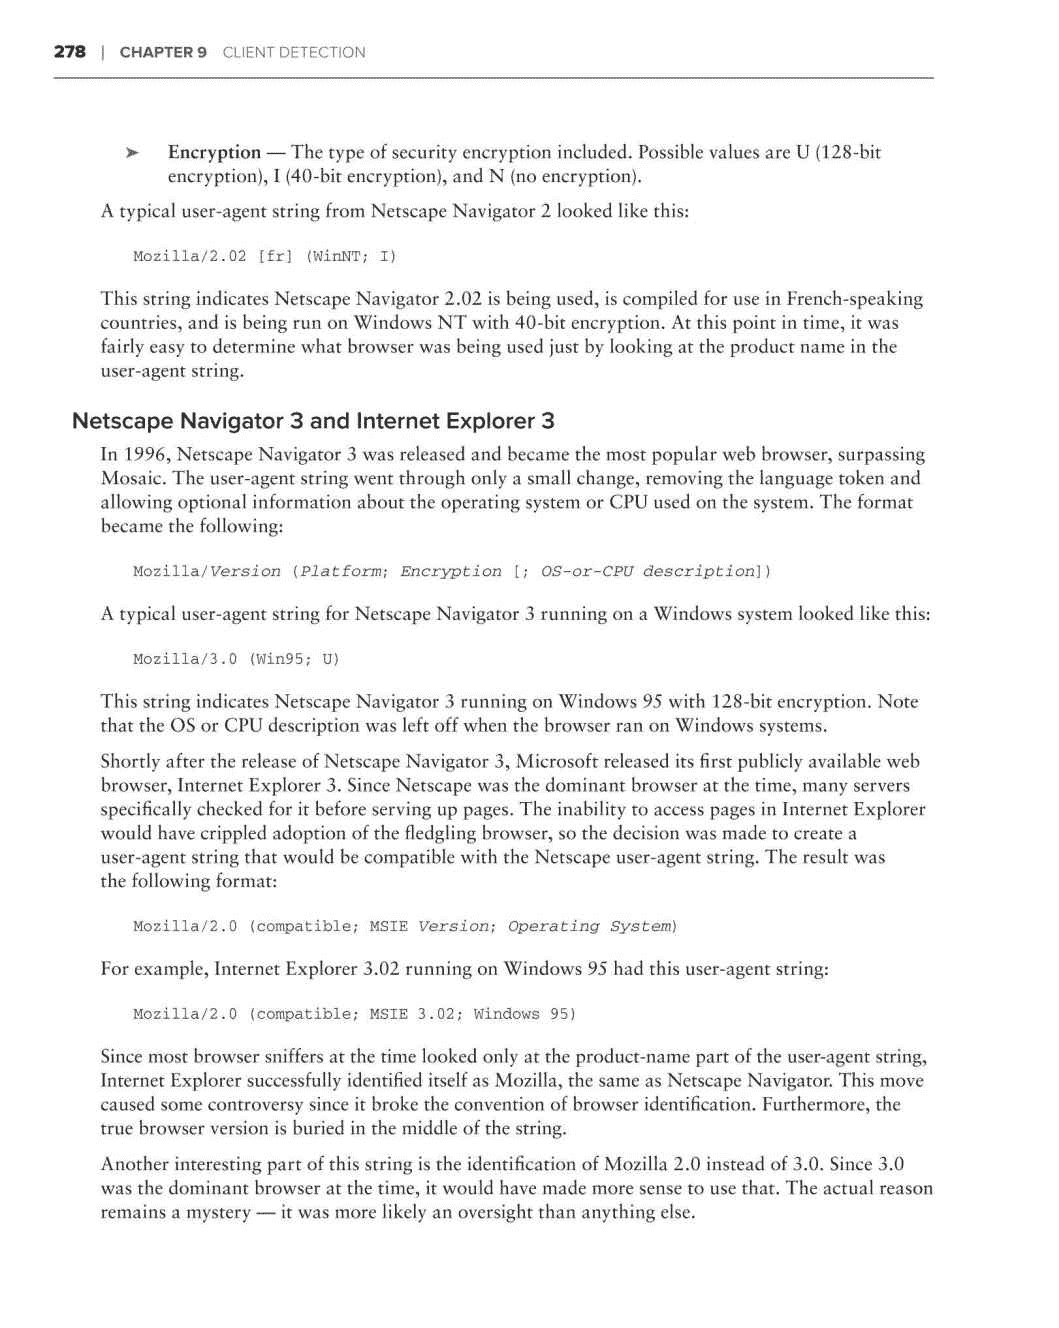 278 | CHAPTER 9 CLIENT DETECTION
➤ Encryption — The type of security encryption included. Possible values are U (128-bit
encryption), I (40-bit encryption), and N (no encryption).
A typical user-agent string from Netscape Navigator 2 looked like this:
Mozilla/2.02 [fr] (WinNT; I)
This string indicates Netscape Navigator 2.02 is being used, is compiled for use in French-speaking
countries, and is being run on Windows NT with 40-bit encryption. At this point in time, it was
fairly easy to determine what browser was being used just by looking at the product name in the
user-agent string.
Netscape Navigator 3 and Internet Explorer 3
In 1996, Netscape Navigator 3 was released and became the most popular web browser, surpassing
Mosaic. The user-agent string went through only a small change, removing the language token and
allowing optional information about the operating system or CPU used on the system. The format
became the following:
Mozilla/Version (Platform; Encryption [; OS-or-CPU description])
A typical user-agent string for Netscape Navigator 3 running on a Windows system looked like this:
Mozilla/3.0 (Win95; U)
This string indicates Netscape Navigator 3 running on Windows 95 with 128-bit encryption. Note
that the OS or CPU description was left off when the browser ran on Windows systems.
Shortly after the release of Netscape Navigator 3, Microsoft released its first publicly available web
browser, Internet Explorer 3. Since Netscape was the dominant browser at the time, many servers
specifically checked for it before serving up pages. The inability to access pages in Internet Explorer
would have crippled adoption of the fledgling browser, so the decision was made to create a
user-agent string that would be compatible with the Netscape user-agent string. The result was
the following format:
Mozilla/2.0 (compatible; MSIE Version; Operating System)
For example, Internet Explorer 3.02 running on Windows 95 had this user-agent string:
Mozilla/2.0 (compatible; MSIE 3.02; Windows 95)
Since most browser sniffers at the time looked only at the product-name part of the user-agent string,
Internet Explorer successfully identified itself as Mozilla, the same as Netscape Navigator. This move
caused some controversy since it broke the convention of browser identification. Furthermore, the
true browser version is buried in the middle of the string.
Another interesting part of this string is the identification of Mozilla 2.0 instead of 3.0. Since 3.0
was the dominant browser at the time, it would have made more sense to use that. The actual reason
remains a mystery — it was more likely an oversight than anything else.